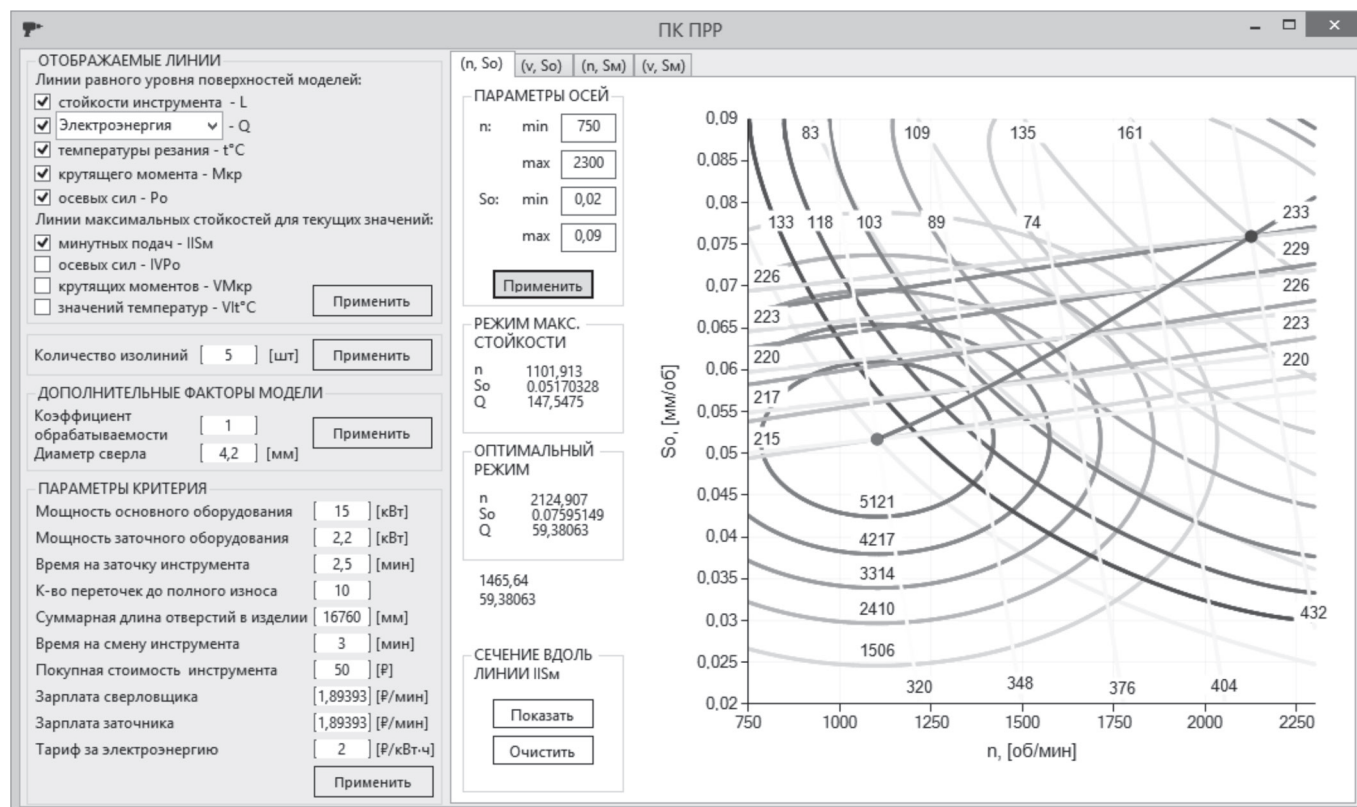 ПК ПРР
ОТОБРАЖАЕМЫЕ ЛИНИИ
Линии равного уровня поверхностей моделей:
стойкости инструмента - L
Электроэнергия - Q
температуры резания - t°C
крутящего момента - Мкр
осевых сил - Ро
Линии максимальных стойкостей для текущих значений:
минутных подач - IISм
осевых сил - IVPо
крутящих моментов - VМкр
значений температур - VIt°C
Применить
Количество изолиний 5 [шт] Применить
ДОПОЛНИТЕЛЬНЫЕ ФАКТОРЫ МОДЕЛИ
Коэффициент
обрабатываемости 1
Диаметр сверла 4,2 [мм]
Применить
ПАРАМЕТРЫ КРИТЕРИЯ
Мощность основного оборудования [ 15 ] [кВт]
Мощность заточного оборудования [ 2,2 ] [кВт]
Время на заточку инструмента [ 2,5 ] [мин]
К-во переточек до полного износа [ 10 ]
Суммарная длина отверстий в изделии [ 16760 ] [мм]
Время на смену инструмента [ 3 ] [мин]
Покупная стоимость инструмента [ 50 ] [₽]
Зарплата сверловщика [1,89393] [₽/мин]
Зарплата заточника [1,89393] [₽/мин]
Тариф за электроэнергию [ 2 ] [₽/кВт·ч]
Применить
(n, So) (v, So) (n, Sм) (v, Sм)
ПАРАМЕТРЫ ОСЕЙ
n: min 750
max 2300
So: min 0,02
max 0,09
Применить
РЕЖИМ МАКС.
СТОЙКОСТИ
n 1101,913
So 0.05170328
Q 147,5475
ОПТИМАЛЬНЫЙ
РЕЖИМ
n 2124,907
So 0.07595149
Q 59,38063
1465,64
59,38063
СЕЧЕНИЕ ВДОЛЬ
ЛИНИИ IISм
Показать
Очистить
So, [мм/об]
0,09
0,085
0,08
0,075
0,07
0,065
0,06
0,055
0,05
0,045
0,04
0,035
0,03
0,025
0,02
83 109 135 161
133 118 103 89 74
233
229
226
223
220
226
223
220
217
215
5121
4217
3314
2410
1506
432
320 348 376 404
750 1000 1250 1500 1750 2000 2250
n, [об/мин]